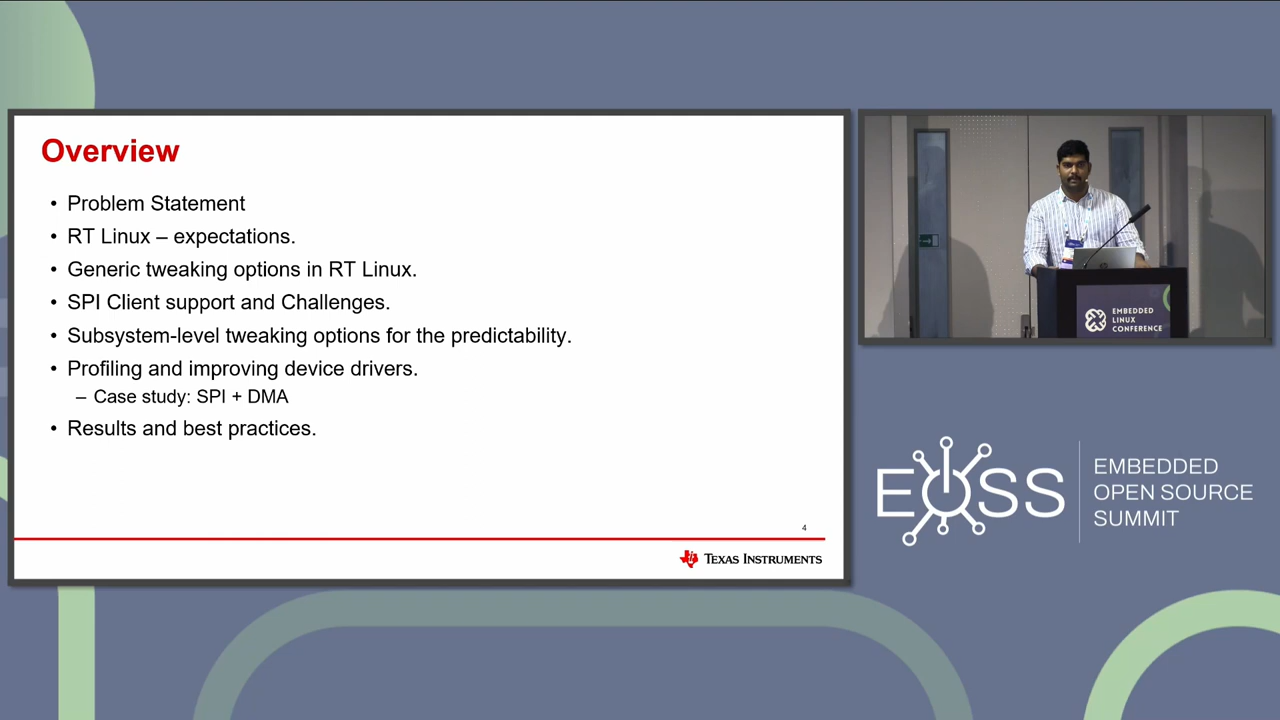 Overview
• Problem Statement
• RT Linux – expectations.
• Generic tweaking options in RT Linux.
• SPI Client support and Challenges.
• Subsystem-level tweaking options for the predictability.
• Profiling and improving device drivers.
– Case study: SPI + DMA
• Results and best practices.
4
TEXAS INSTRUMENTS
EMBEDDED
LINUX
CONFERENCE
EOSS
EMBEDDED
OPEN SOURCE
SUMMIT